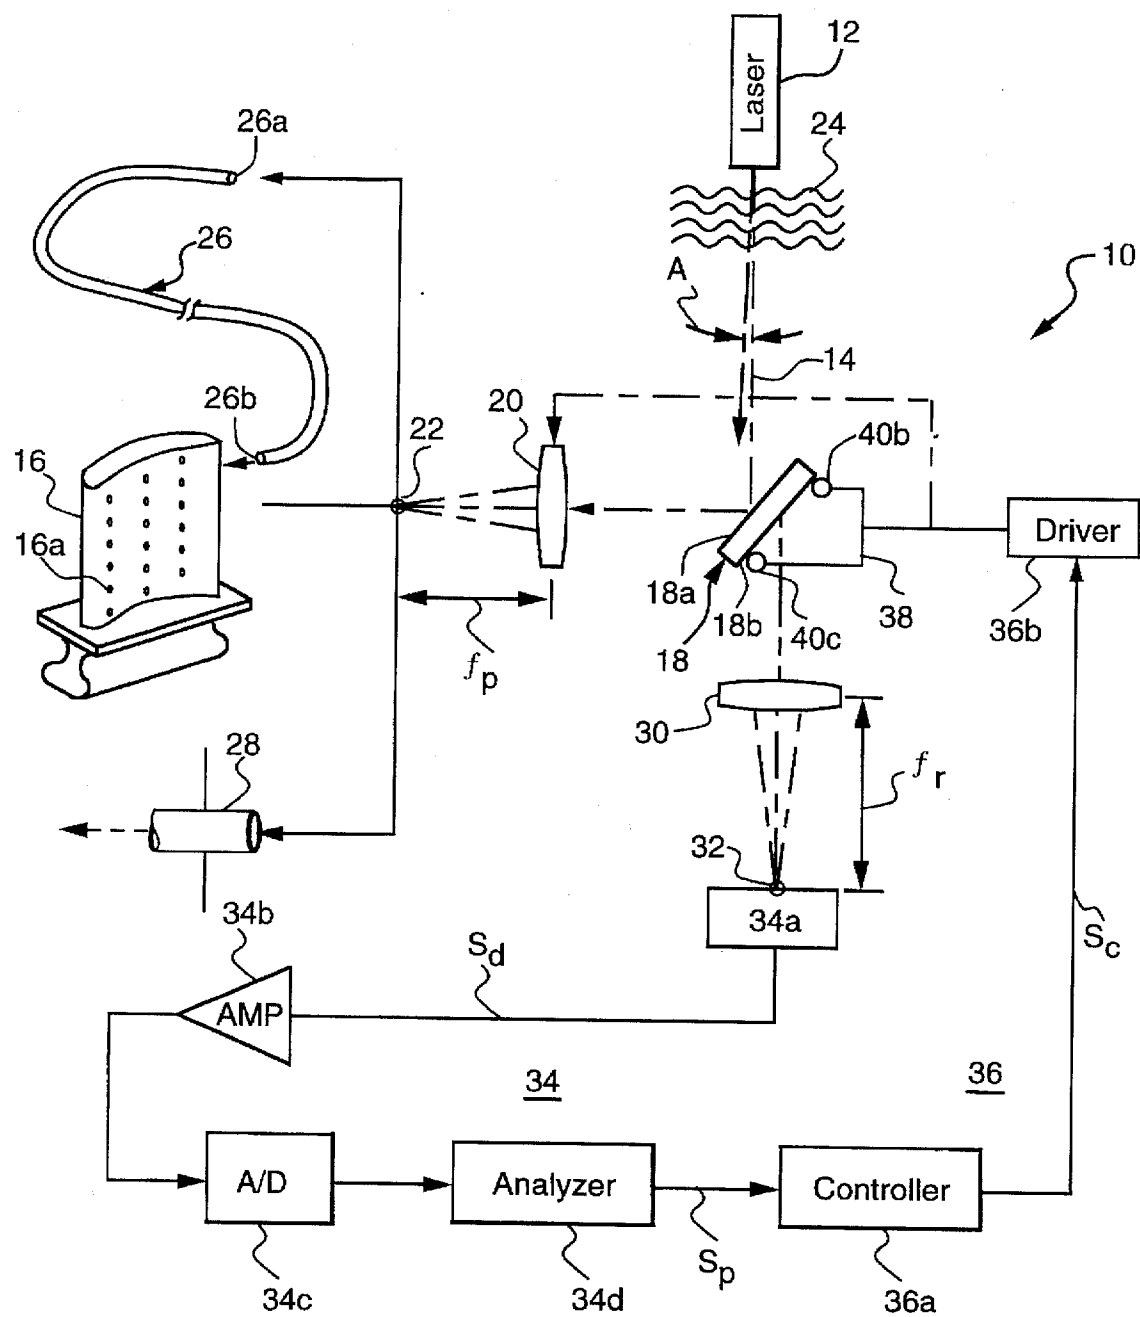 12
Laser
24
26a
26
A
10
14
26b
20
22
40b
16
16a
Driver
18a
18b
38
36b
18
40c
fp
30
fr
28
32
34a
34b
Sd
Sc
AMP
34
36
A/D
Analyzer
Controller
Sp
34c
34d
36a